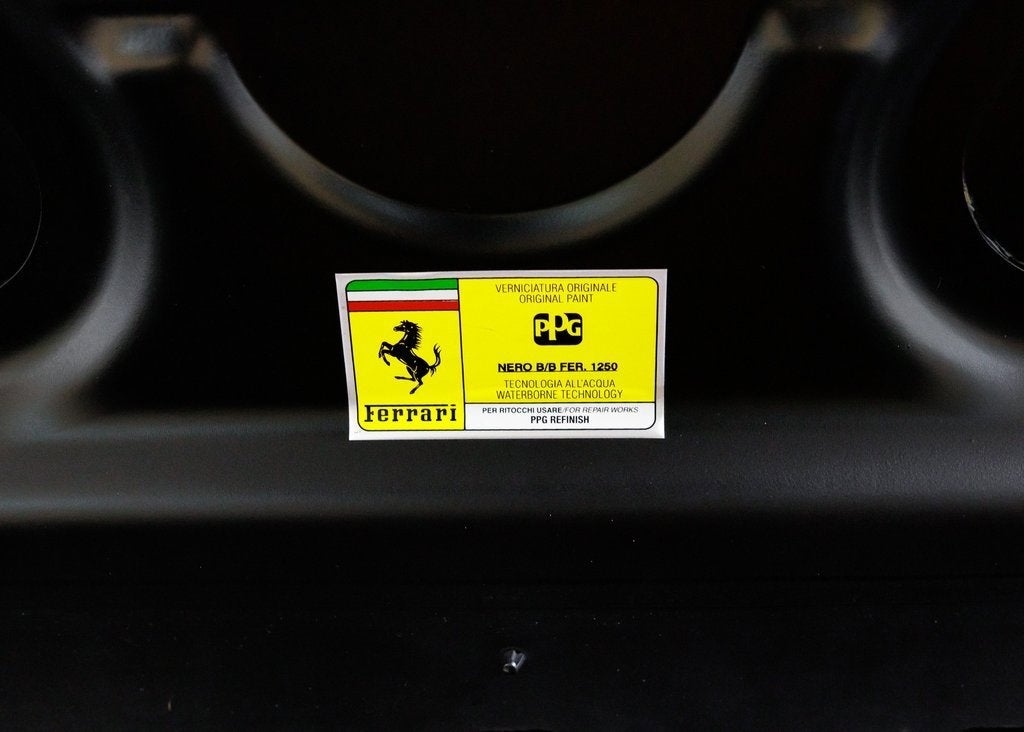 VERNICIATURA ORIGINALE
ORIGINAL PAINT
PPG
NERO B/B FER. 1250
TECNOLOGIA ALL'ACQUA
WATERBORNE TECHNOLOGY
PER RITOCCHI USARE/FOR REPAIR WORKS
PPG REFINISH
Ferrari